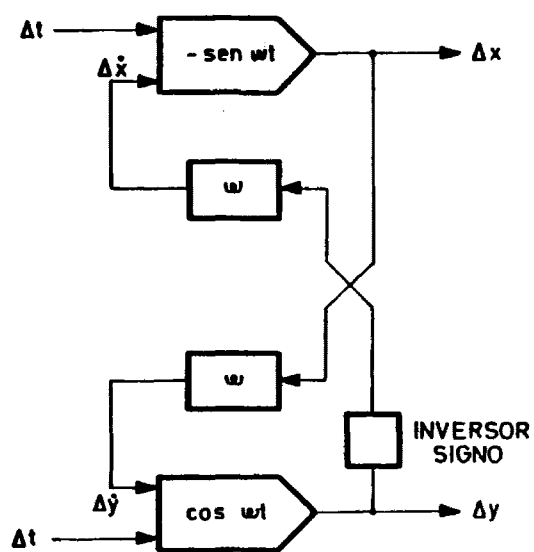 Δt
- sen wt
Δx
Δẋ
w
w
INVERSOR
SIGNO
Δẏ
cos wt
Δy
Δt